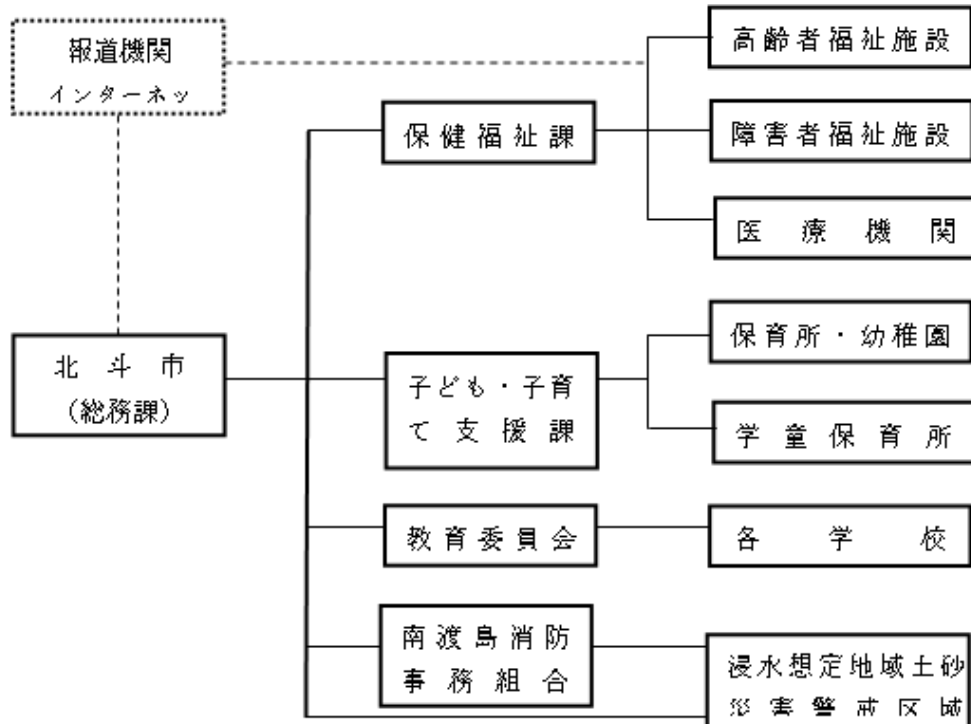 報道機関
インターネッ
高齢者福祉施設
保健福祉課
障害者福祉施設
医療機関
北斗市
(総務課)
子ども・子育
て支援課
保育所・幼稚園
学童保育所
教育委員会
各学校
南渡島消防
事務組合
浸水想定地域土砂
災害警戒区域